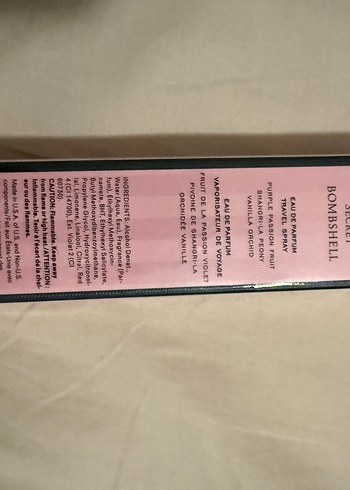 SECRET
BOMBSHELL
EAU DE PARFUM
TRAVEL SPRAY
PURPLE PASSION FRUIT
SHANGRI-LA PEONY
VANILLA ORCHID
EAU DE PARFUM
VAPORISATEUR DE VOYAGE
FRUIT DE LA PASSION VIOLET
PIVOINE DE SHANGRI-LA
ORCHIDÉE VANILLE
INGREDIENTS: Alcohol Denat.,
Water (Aqua, Eau), Fragrance (Par-
fum), Ethylhexyl Methoxycin-
namate, BHT, Ethylhexyl Salicylate,
Butyl Methoxydibenzoylmethane,
Propylene Glycol, Hydroxycitronel-
lal, Limonene, Linalool, Citral, Red
4 (CI 14700), Ext. Violet 2 (CI
60730).
CAUTION: Flammable. Keep away
from flame or high heat. / ATTENTION :
Inflammable. Tenir à l'écart de la chal-
eur ou des flammes.
Made in U.S.A. of U.S. and Non-U.S.
components/Fait aux États-Unis avec